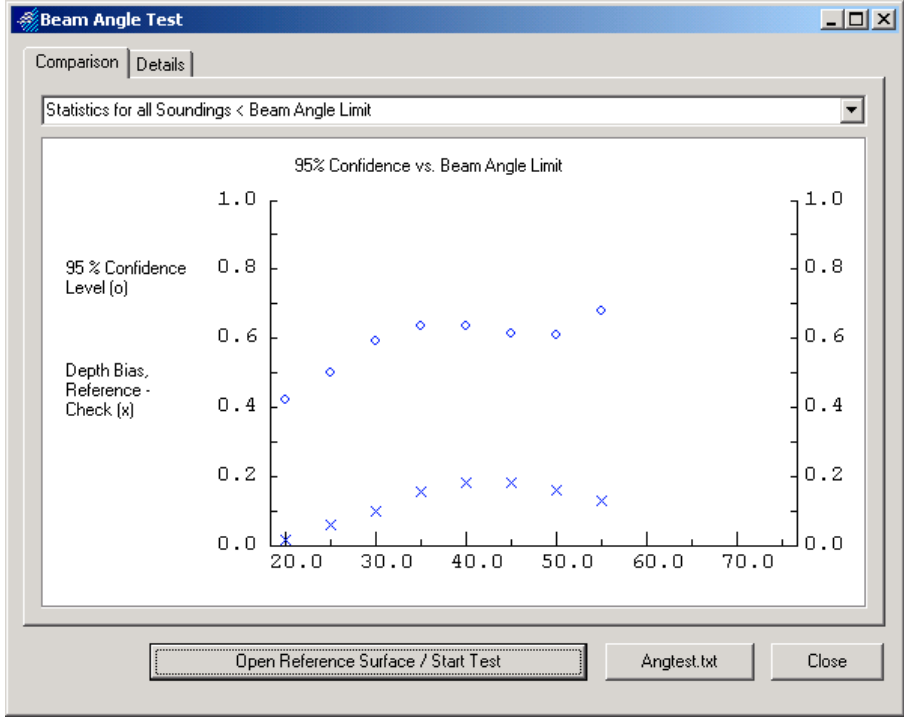 Beam Angle Test
Comparison
Details
Statistics for all Soundings < Beam Angle Limit
95% Confidence vs. Beam Angle Limit
1.0
1.0
95 % Confidence
Level (o)
0.8
0.8
0.6
0.6
Depth Bias,
Reference -
Check (x)
0.4
0.4
0.2
0.2
0.0
0.0
20.0 30.0 40.0 50.0 60.0 70.0
Open Reference Surface / Start Test
Angtest.txt
Close